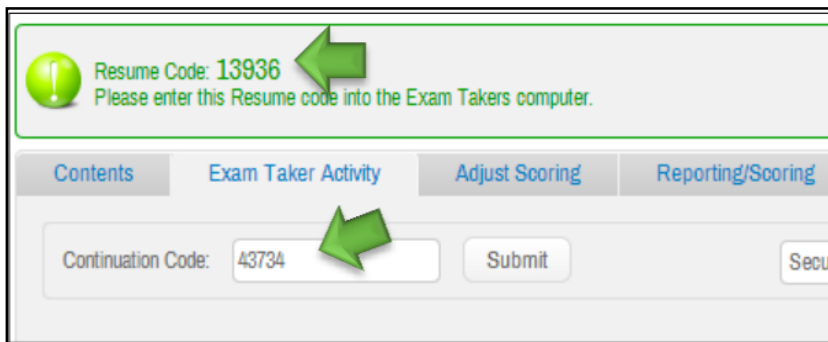 Resume Code: 13936
Please enter this Resume code into the Exam Takers computer.
Contents Exam Taker Activity Adjust Scoring Reporting/Scoring
Continuation Code: 43734 Submit Secu